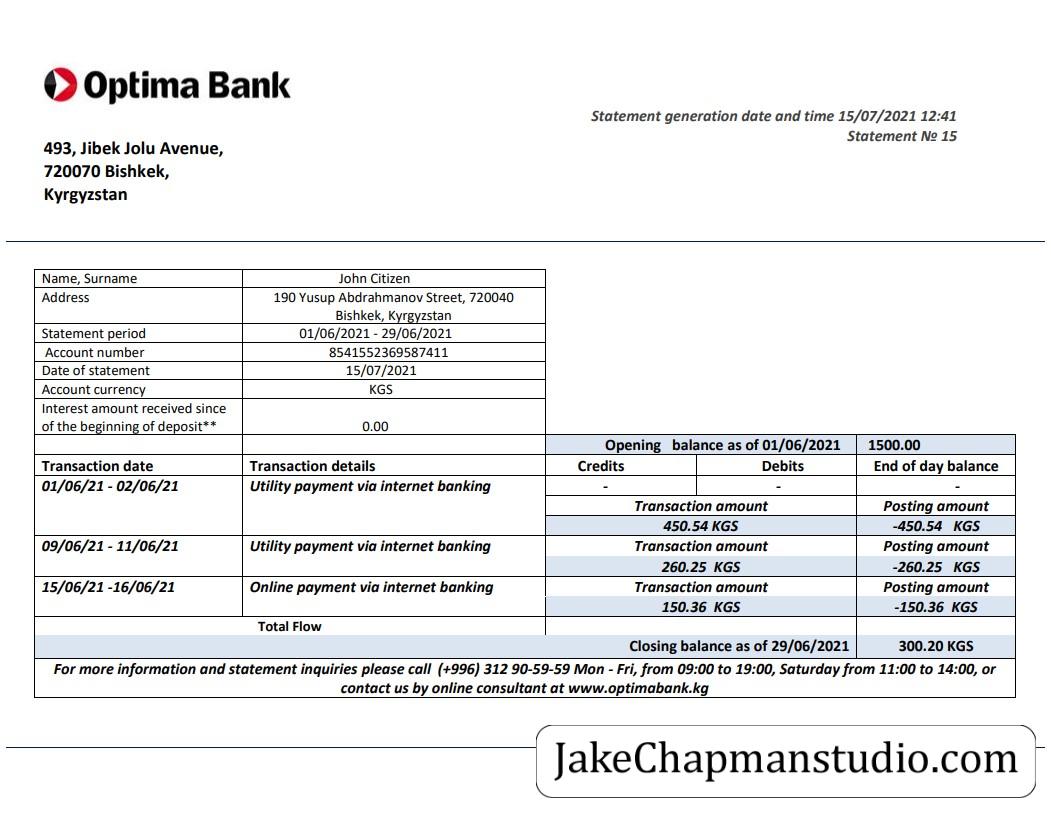 Optima Bank
Statement generation date and time 15/07/2021 12:41
Statement № 15
493, Jibek Jolu Avenue,
720070 Bishkek,
Kyrgyzstan
Name, Surname John Citizen
Address 190 Yusup Abdrahmanov Street, 720040
Bishkek, Kyrgyzstan
Statement period 01/06/2021 - 29/06/2021
Account number 8541552369587411
Date of statement 15/07/2021
Account currency KGS
Interest amount received since
of the beginning of deposit** 0.00
Opening balance as of 01/06/2021 1500.00
Transaction date Transaction details Credits Debits End of day balance
01/06/21 - 02/06/21 Utility payment via internet banking - - -
Transaction amount Posting amount
450.54 KGS -450.54 KGS
09/06/21 - 11/06/21 Utility payment via internet banking Transaction amount Posting amount
260.25 KGS -260.25 KGS
15/06/21 -16/06/21 Online payment via internet banking Transaction amount Posting amount
150.36 KGS -150.36 KGS
Total Flow
Closing balance as of 29/06/2021 300.20 KGS
For more information and statement inquiries please call (+996) 312 90-59-59 Mon - Fri, from 09:00 to 19:00, Saturday from 11:00 to 14:00, or
contact us by online consultant at www.optimabank.kg
JakeChapmanstudio.com